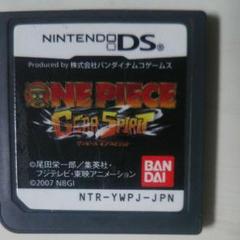 NINTENDO DS
Produced by 株式会社バンダイナムコゲームス
ONE PIECE
GEAR SPIRIT
©尾田栄一郎/集英社・
フジテレビ・東映アニメーション
©2007 NBGI
BAN
DAI
NTR-YWPJ-JPN